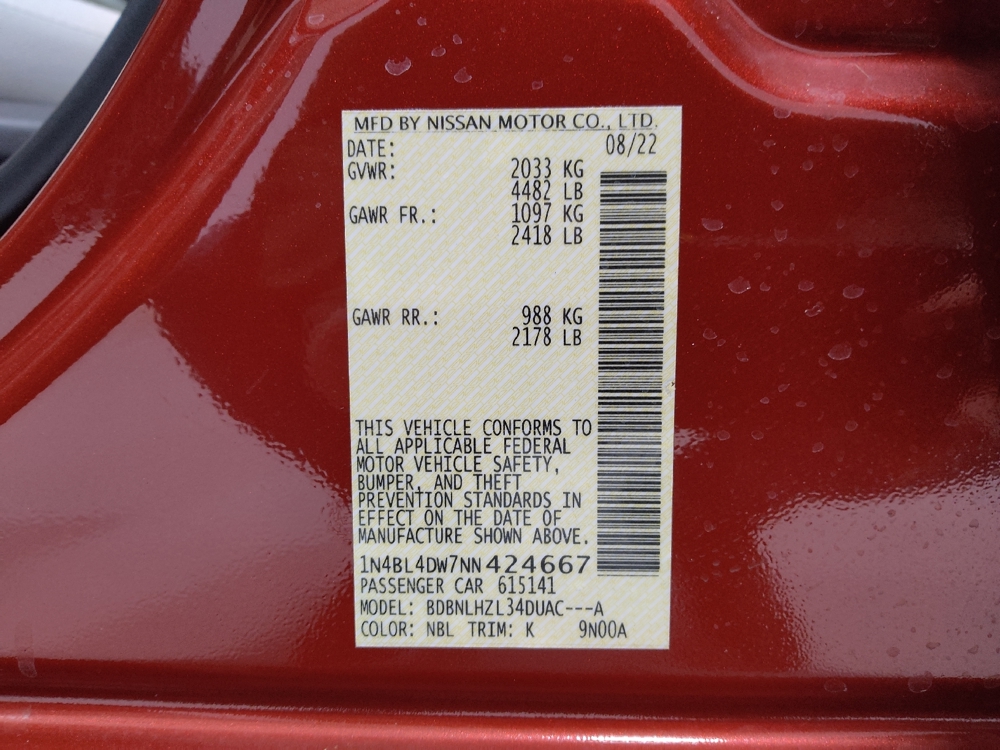 MFD BY NISSAN MOTOR CO., LTD.
DATE: 08/22
GVWR: 2033 KG
4482 LB
GAWR FR.: 1097 KG
2418 LB
GAWR RR.: 988 KG
2178 LB
THIS VEHICLE CONFORMS TO
ALL APPLICABLE FEDERAL
MOTOR VEHICLE SAFETY,
BUMPER, AND THEFT
PREVENTION STANDARDS IN
EFFECT ON THE DATE OF
MANUFACTURE SHOWN ABOVE.
1N4BL4DW7NN424667
PASSENGER CAR 615141
MODEL: BDBNLHZL34DUAC---A
COLOR: NBL TRIM: K 9N00A